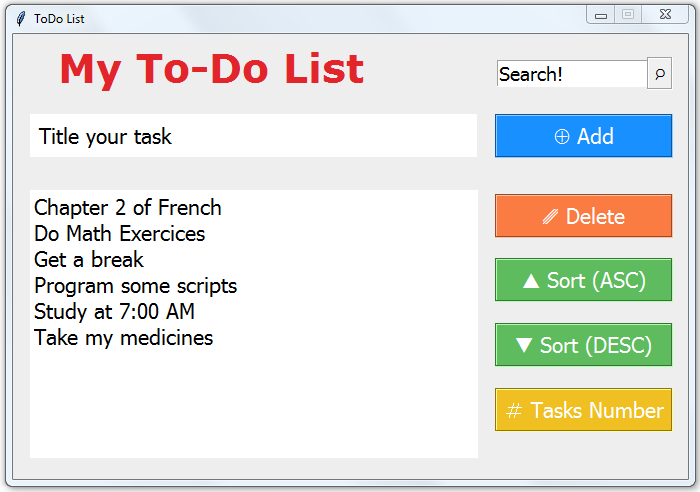 ToDo List
My To-Do List
Search!
Title your task
⊕ Add
Chapter 2 of French
Do Math Exercices
Get a break
Program some scripts
Study at 7:00 AM
Take my medicines
Delete
▲ Sort (ASC)
▼ Sort (DESC)
# Tasks Number